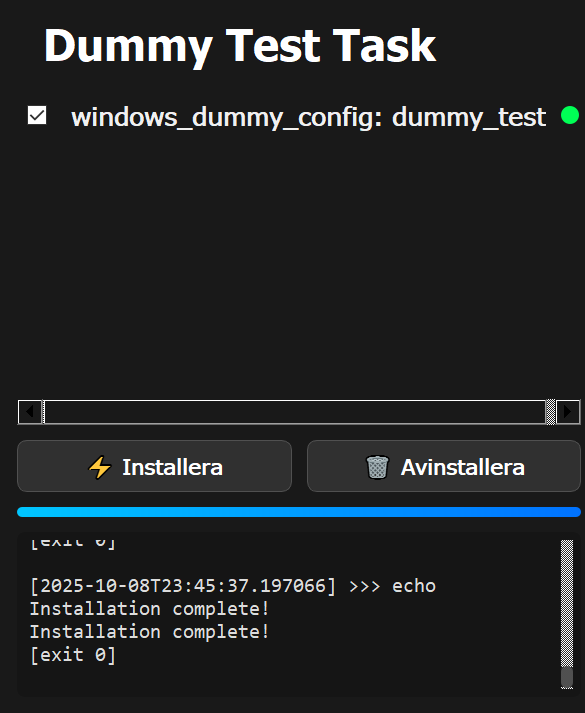 Dummy Test Task
windows_dummy_config: dummy_test
⚡ Installera
🗑️ Avinstallera
[exit 0]
[2025-10-08T23:45:37.197066] >>> echo
Installation complete!
Installation complete!
[exit 0]